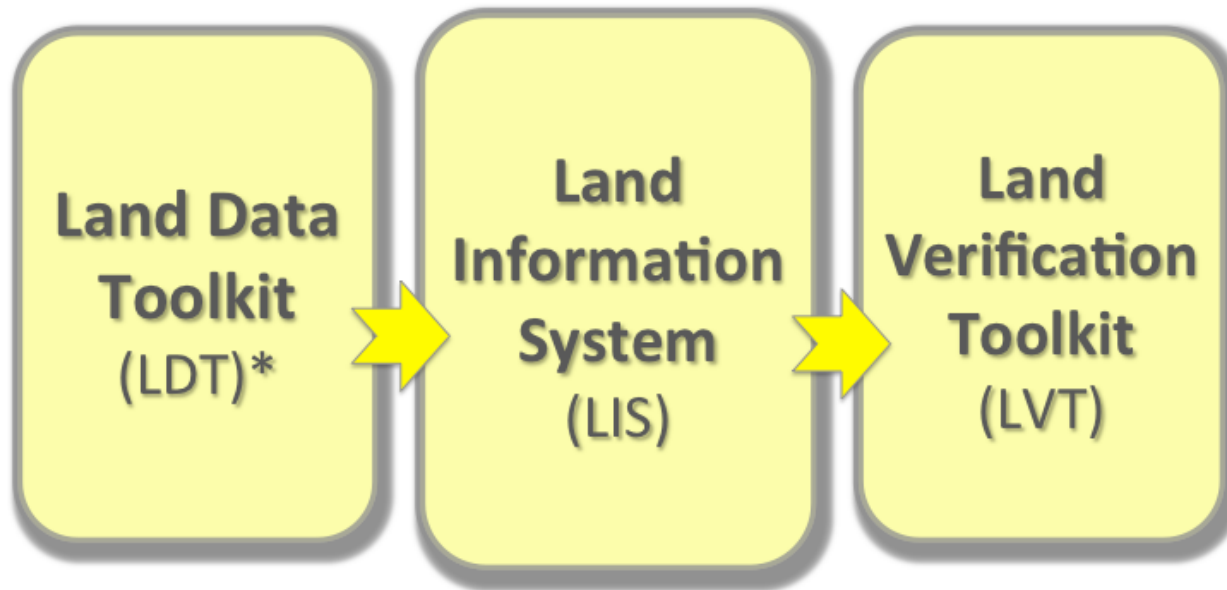 Land Data
Toolkit
(LDT)*
Land
Information
System
(LIS)
Land
Verification
Toolkit
(LVT)